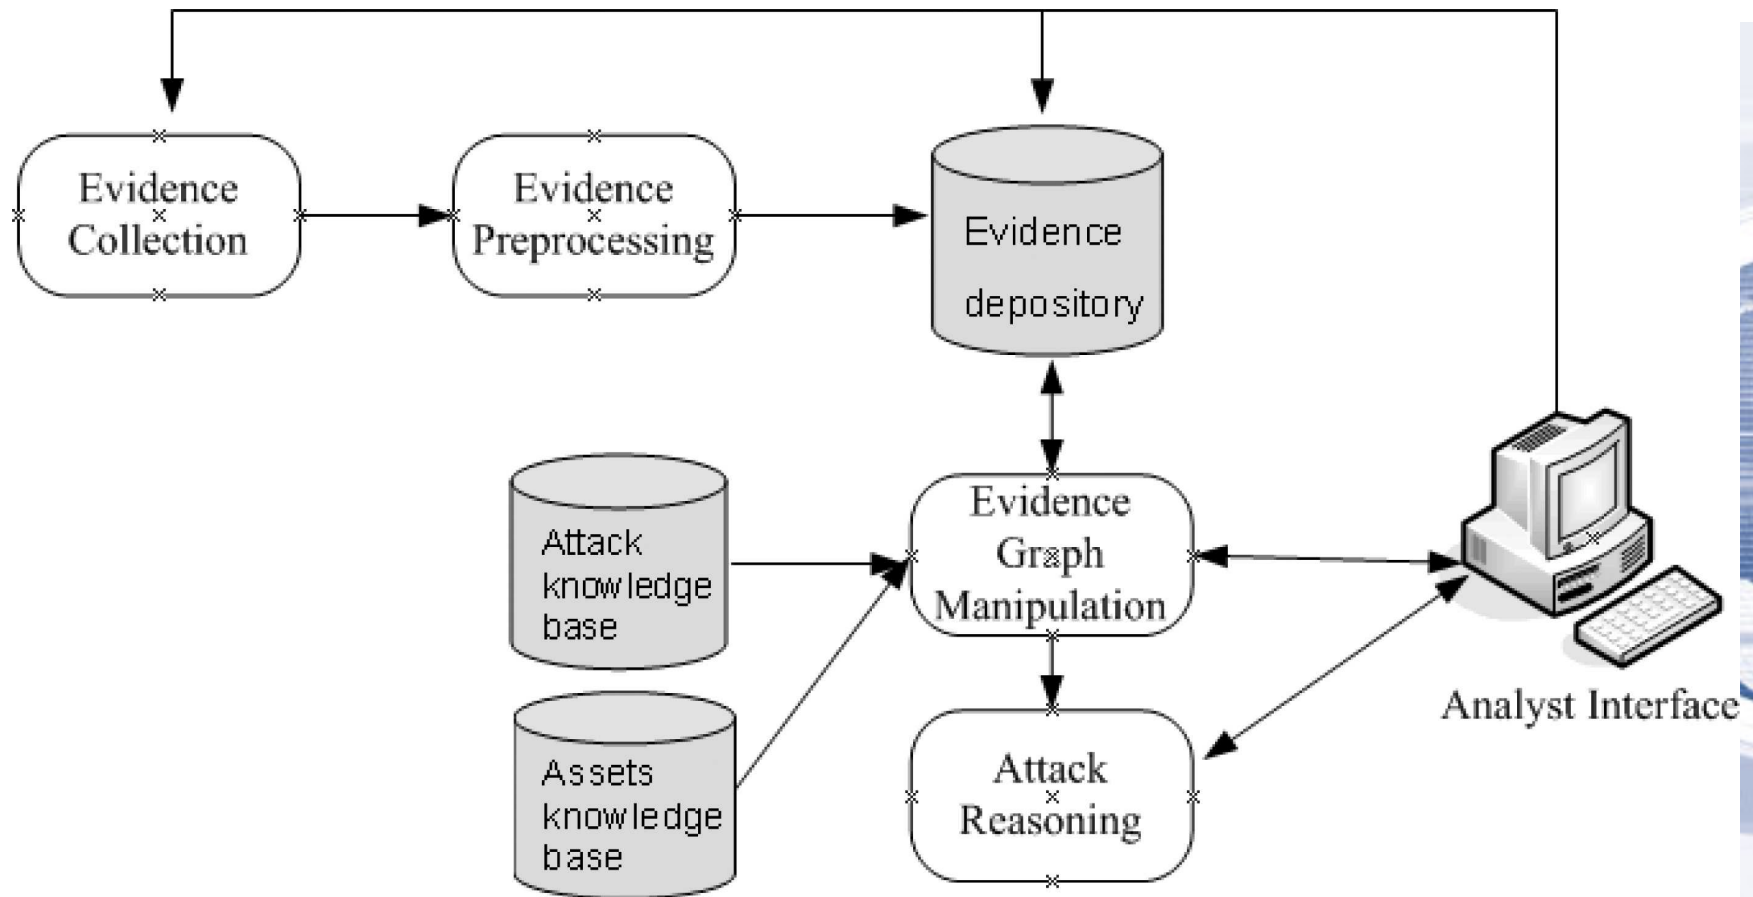 Evidence
Collection
Evidence
Preprocessing
Evidence
depository
Attack
knowledge
base
Evidence
Graph
Manipulation
Analyst Interface
Assets
knowledge
base
Attack
Reasoning